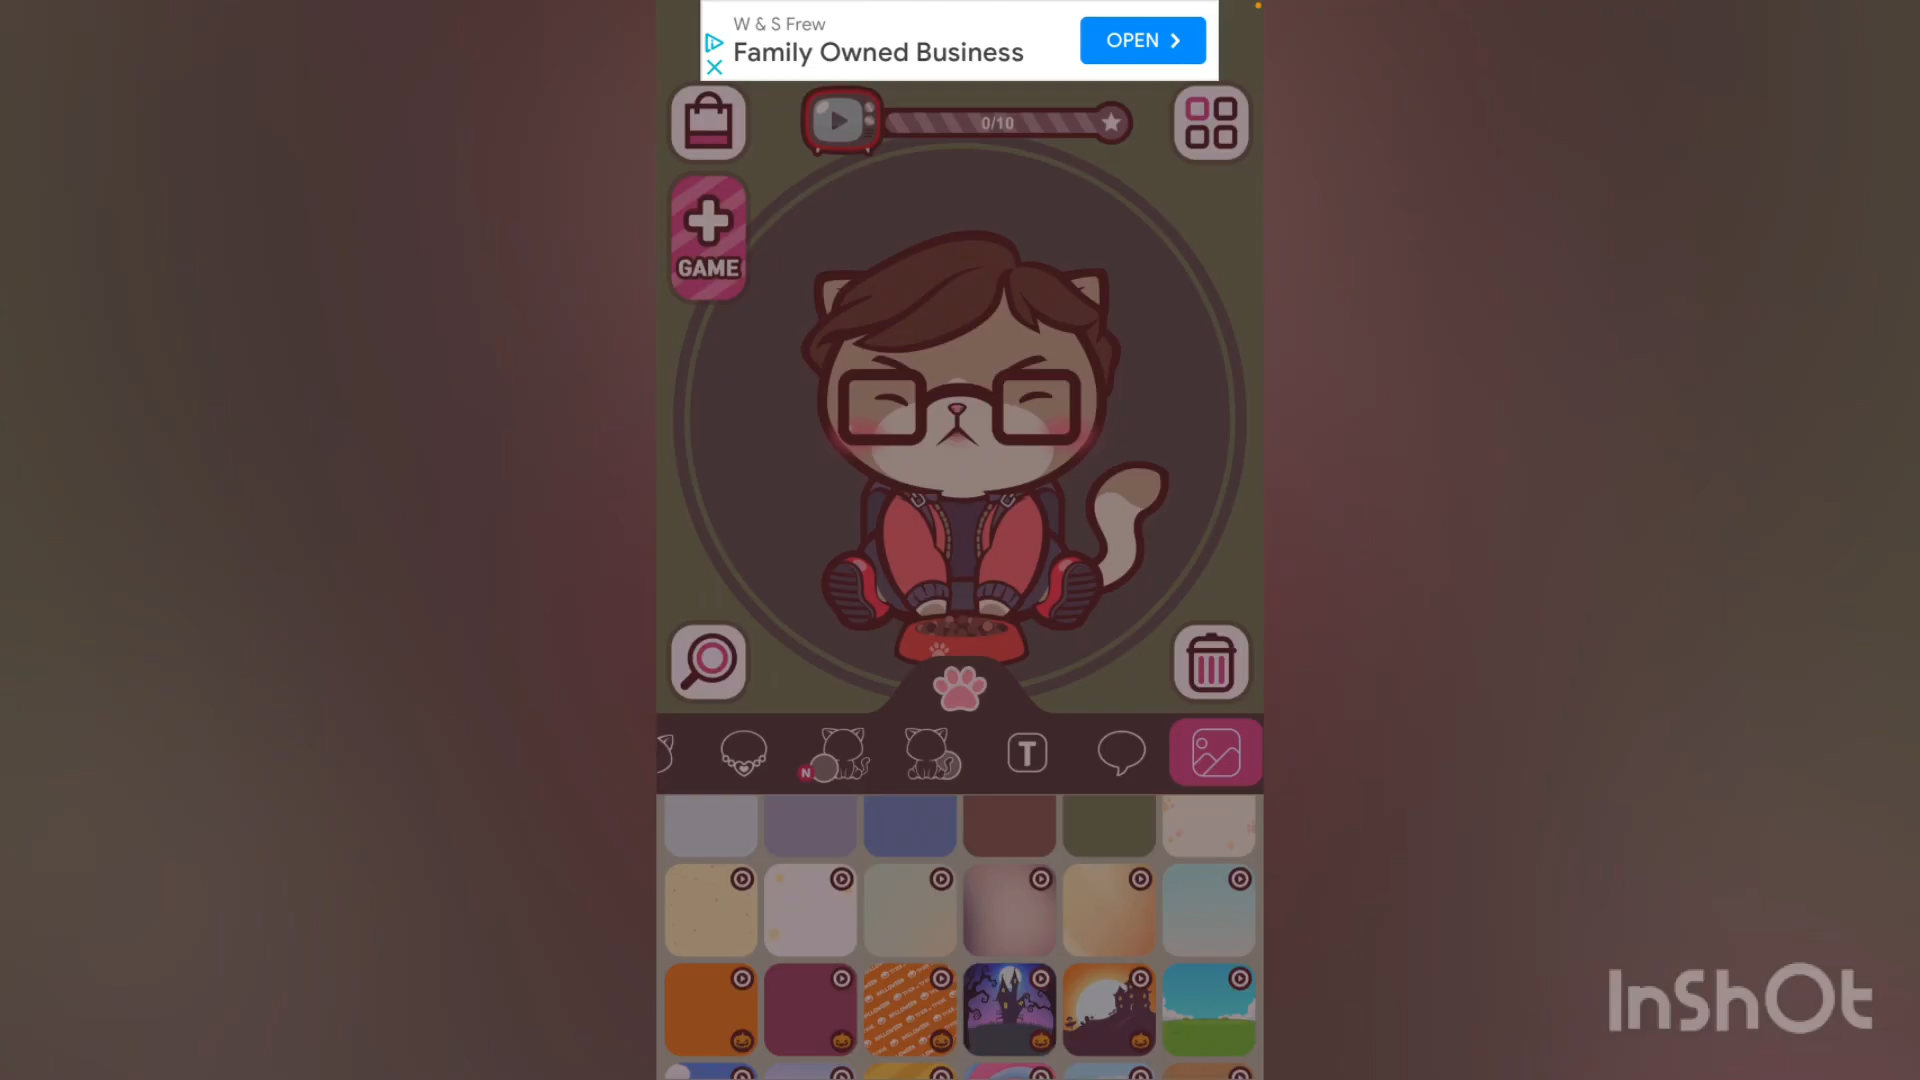 W & S Frew
Family Owned Business
OPEN
0/10
GAME
N
T
InShOt